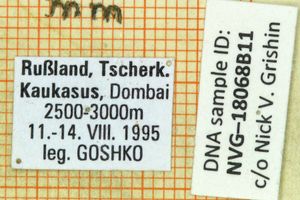 mm
Rußland, Tscherk.
Kaukasus, Dombai
2500-3000m
11.-14. VIII. 1995
leg. GOSHKO
DNA sample ID:
NVG–18068B11
c/o Nick V. Grishin